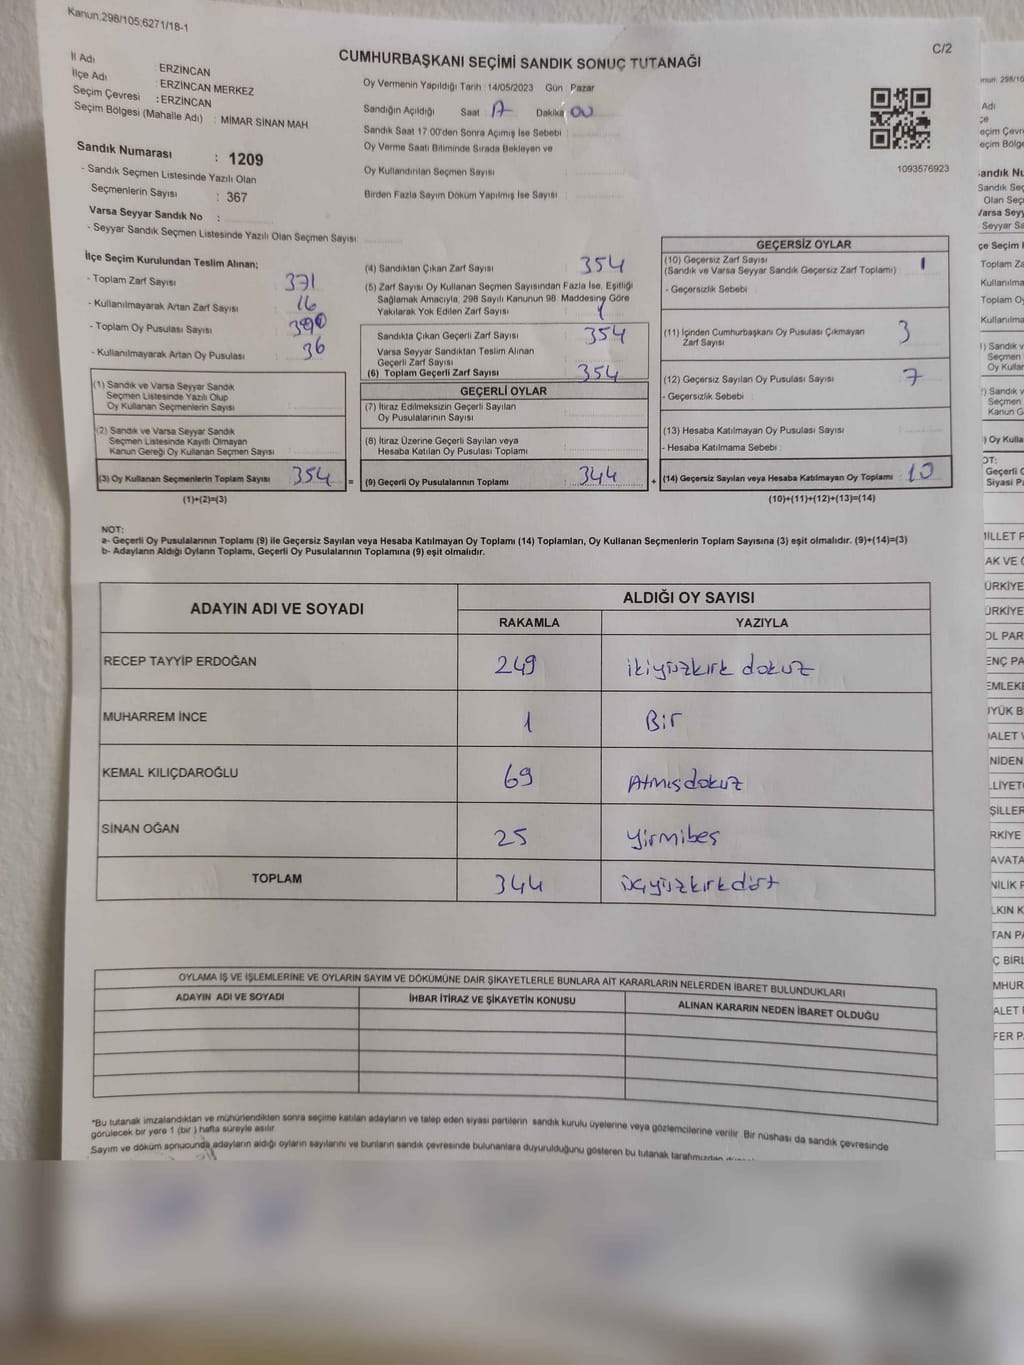 Kanun;298/105;6271/18-1
C/2
CUMHURBAŞKANI SEÇİMİ SANDIK SONUÇ TUTANAĞI
İl Adı : ERZİNCAN
İlçe Adı : ERZİNCAN MERKEZ
Seçim Çevresi : ERZİNCAN
Seçim Bölgesi (Mahalle Adı) : MİMAR SİNAN MAH
Sandık Numarası : 1209
- Sandık Seçmen Listesinde Yazılı Olan
Seçmenlerin Sayısı : 367
Varsa Seyyar Sandık No :
- Seyyar Sandık Seçmen Listesinde Yazılı Olan Seçmen Sayısı:
Oy Vermenin Yapıldığı Tarih 14/05/2023 Gün Pazar
Sandığın Açıldığı Saat 17 Dakika 00
Sandık Saat 17 00'den Sonra Açımış İse Sebebi :
Oy Verme Saati Bitiminde Sırada Bekleyen ve
Oy Kullandırılan Seçmen Sayısı
Birden Fazla Sayım Döküm Yapılmış İse Sayısı :
1093576923
İlçe Seçim Kurulundan Teslim Alınan;
- Toplam Zarf Sayısı : 371
- Kullanılmayarak Artan Zarf Sayısı : 16
- Toplam Oy Pusulası Sayısı : 390
- Kullanılmayarak Artan Oy Pusulası : 36
(1) Sandık ve Varsa Seyyar Sandık
Seçmen Listesinde Yazılı Olup
Oy Kullanan Seçmenlerin Sayısı
(2) Sandık ve Varsa Seyyar Sandık
Seçmen Listesinde Kayıtlı Olmayan
Kanun Gereği Oy Kullanan Seçmen Sayısı :
(3) Oy Kullanan Seçmenlerin Toplam Sayısı 354 =
(1)+(2)=(3)
(4) Sandıktan Çıkan Zarf Sayısı : 354
(5) Zarf Sayısı Oy Kullanan Seçmen Sayısından Fazla İse, Eşitliği
Sağlamak Amacıyla, 298 Sayılı Kanunun 98. Maddesine Göre
Yakılarak Yok Edilen Zarf Sayısı :
Sandıkta Çıkan Geçerli Zarf Sayısı : 354
Varsa Seyyar Sandıktan Teslim Alınan
Geçerli Zarf Sayısı :
(6) Toplam Geçerli Zarf Sayısı : 354
GEÇERLİ OYLAR
(7) İtiraz Edilmeksizin Geçerli Sayılan
Oy Pusulalarının Sayısı :
(8) İtiraz Üzerine Geçerli Sayılan veya
Hesaba Katılan Oy Pusulası Toplamı :
(9) Geçerli Oy Pusulalarının Toplamı : 344 +
GEÇERSİZ OYLAR
(10) Geçersiz Zarf Sayısı : 1
(Sandık ve Varsa Seyyar Sandık Geçersiz Zarf Toplamı)
- Geçersizlik Sebebi :
(11) İçinden Cumhurbaşkanı Oy Pusulası Çıkmayan 3
Zarf Sayısı
(12) Geçersiz Sayılan Oy Pusulası Sayısı : 7
- Geçersizlik Sebebi :
(13) Hesaba Katılmayan Oy Pusulası Sayısı :
- Hesaba Katılmama Sebebi :
(14) Geçersiz Sayılan veya Hesaba Katılmayan Oy Toplamı : 10
(10)+(11)+(12)+(13)=(14)
NOT:
a- Geçerli Oy Pusulalarının Toplamı (9) ile Geçersiz Sayılan veya Hesaba Katılmayan Oy Toplamı (14) Toplamları, Oy Kullanan Seçmenlerin Toplam Sayısına (3) eşit olmalıdır. (9)+(14)=(3)
b- Adayların Aldığı Oyların Toplamı, Geçerli Oy Pusulalarının Toplamına (9) eşit olmalıdır.
ADAYIN ADI VE SOYADI ALDIĞI OY SAYISI
RAKAMLA YAZIYLA
RECEP TAYYİP ERDOĞAN 249 ikiyüzkırk dokuz
MUHARREM İNCE 1 Bir
KEMAL KILIÇDAROĞLU 69 Atmışdokuz
SİNAN OĞAN 25 Yirmibeş
TOPLAM 344 üçyüzkırkdört
OYLAMA İŞ VE İŞLEMLERİNE VE OYLARIN SAYIM VE DÖKÜMÜNE DAİR ŞİKAYETLERLE BUNLARA AİT KARARLARIN NELERDEN İBARET BULUNDUKLARI
ADAYIN ADI VE SOYADI İHBAR İTİRAZ VE ŞİKAYETİN KONUSU ALINAN KARARIN NEDEN İBARET OLDUĞU
*Bu tutanak imzalandıktan ve mühürlendikten sonra seçime katılan adayların ve talep eden siyasi partilerin sandık kurulu üyelerine veya gözlemcilerine verilir. Bir nüshası da sandık çevresinde
görülecek bir yere 1 (bir ) hafta süreyle asılır
Sayım ve döküm sonucunda adayların aldığı oyların sayılarını ve bunların sandık çevresinde bulunanlara duyurulduğunu gösteren bu tutanak tarafımızdan